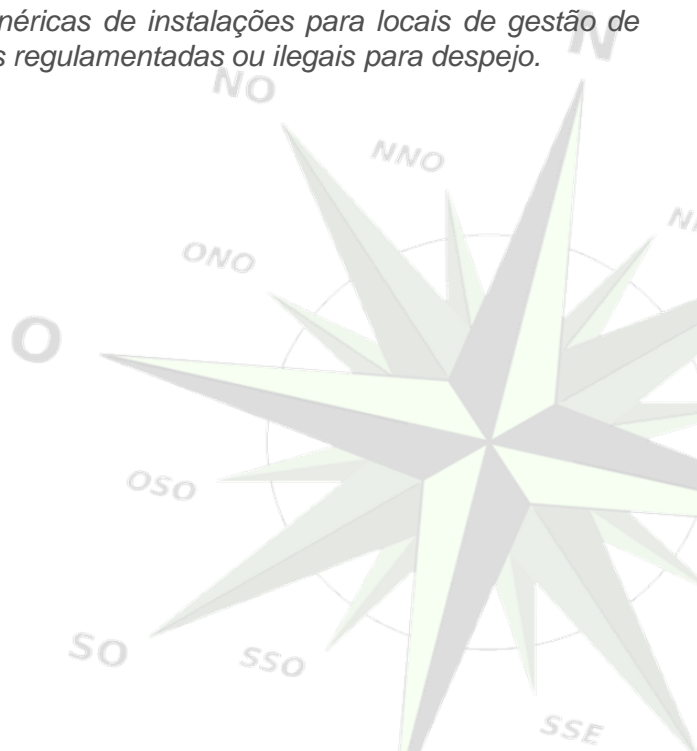 néricas de instalações para locais de gestão de
s regulamentadas ou ilegais para despejo.
N
NO
NNO
ONO
O
OSO
SO
SSO
SSE